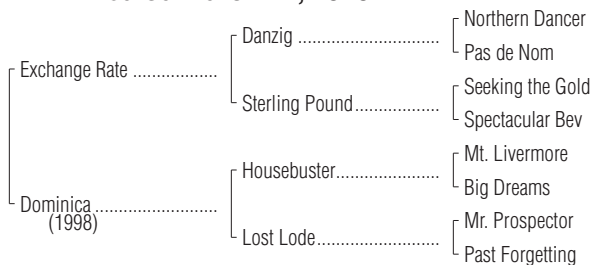 Northern Dancer
Danzig ..................................
Pas de Nom
Exchange Rate ..................
Seeking the Gold
Sterling Pound....................
Spectacular Bev
Mt. Livermore
Housebuster.........................
Big Dreams
Dominica ...........................
(1998)
Mr. Prospector
Lost Lode..............................
Past Forgetting